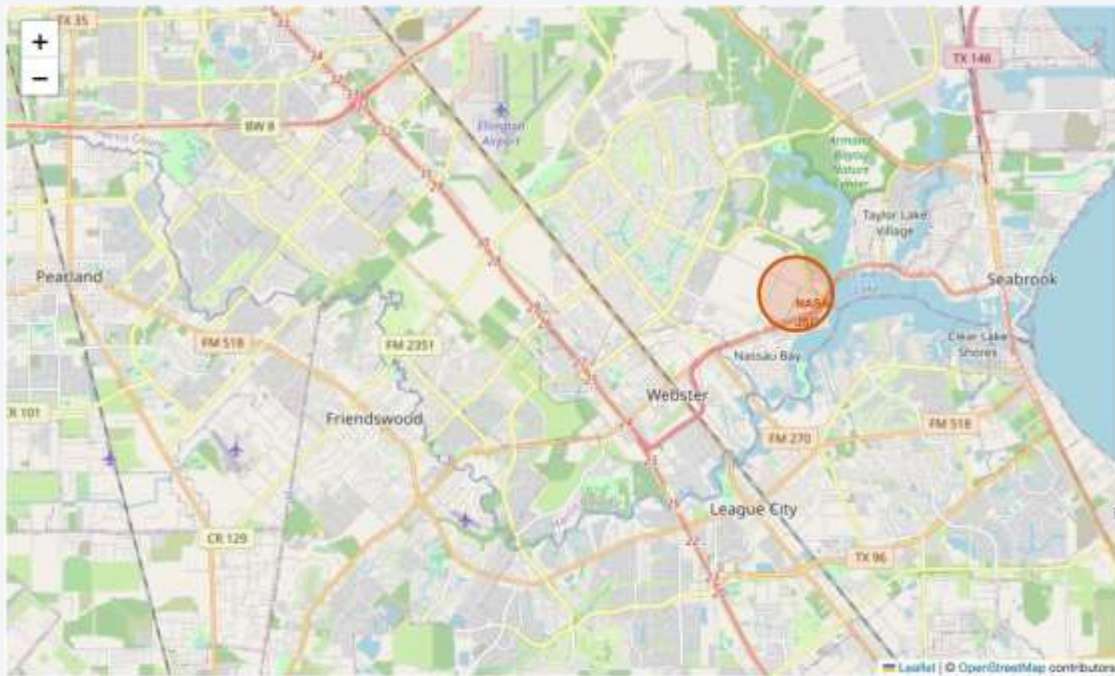 TX 35
+
−
TX 146
BW 8
Ellington
Airport
Armand
Bayou
Nature
Center
Taylor Lake
Village
Pearland
Seabrook
NASA
FM 518
FM 2351
Clear Lake
Shores
Nassau Bay
Webster
CR 101
Friendswood
FM 518
FM 270
League City
CR 129
TX 96
Leaflet | © OpenStreetMap contributors